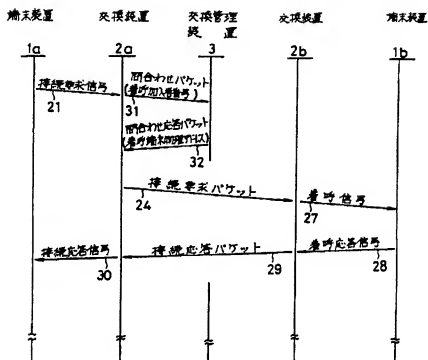 端末装置
交換装置
交換管理
装置
交換装置
端末装置
1a
2a
3
2b
1b
接続要求信号
21
問合わせパケット
(着呼加入者番号)
31
問合わせ応答パケット
(着呼端末の物理アドレス)
32
接続要求パケット
24
着呼信号
27
接続応答信号
30
接続応答パケット
29
着呼応答信号
28